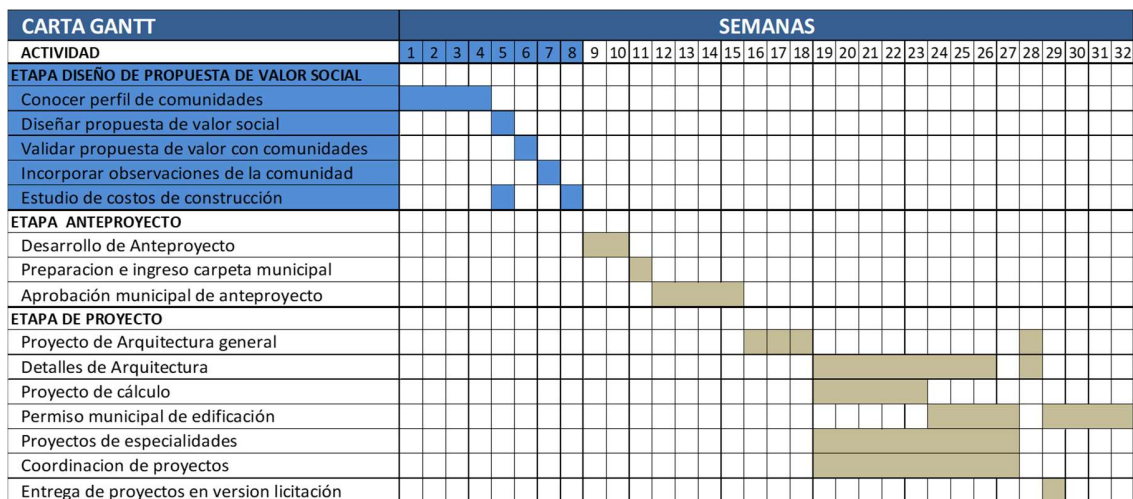 CARTA GANTT SEMANAS
ACTIVIDAD 1 2 3 4 5 6 7 8 9 10 11 12 13 14 15 16 17 18 19 20 21 22 23 24 25 26 27 28 29 30 31 32
ETAPA DISEÑO DE PROPUESTA DE VALOR SOCIAL
Conocer perfil de comunidades
Diseñar propuesta de valor social
Validar propuesta de valor con comunidades
Incorporar observaciones de la comunidad
Estudio de costos de construcción
ETAPA ANTEPROYECTO
Desarrollo de Anteproyecto
Preparacion e ingreso carpeta municipal
Aprobación municipal de anteproyecto
ETAPA DE PROYECTO
Proyecto de Arquitectura general
Detalles de Arquitectura
Proyecto de cálculo
Permiso municipal de edificación
Proyectos de especialidades
Coordinacion de proyectos
Entrega de proyectos en version licitación